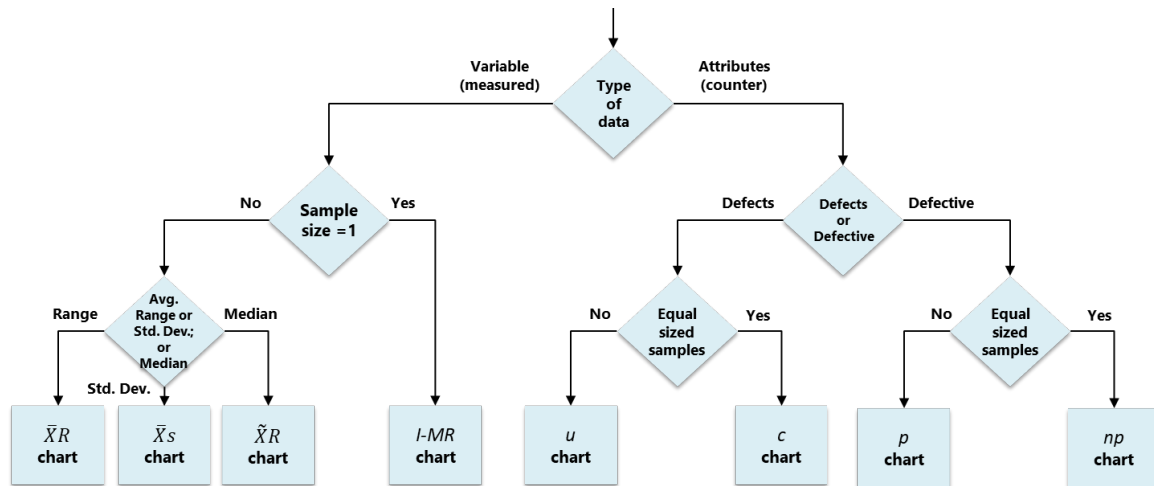 Variable
(measured)
Attributes
(counter)
Type
of
data
No
Sample
size =1
Yes
Defects
Defects
or
Defective
Defective
Range
Avg.
Range or
Std. Dev.;
or
Median
Median
Std. Dev.
No
Equal
sized
samples
Yes
No
Equal
sized
samples
Yes
X̄R
chart
X̄s
chart
X̃R
chart
I-MR
chart
u
chart
c
chart
p
chart
np
chart